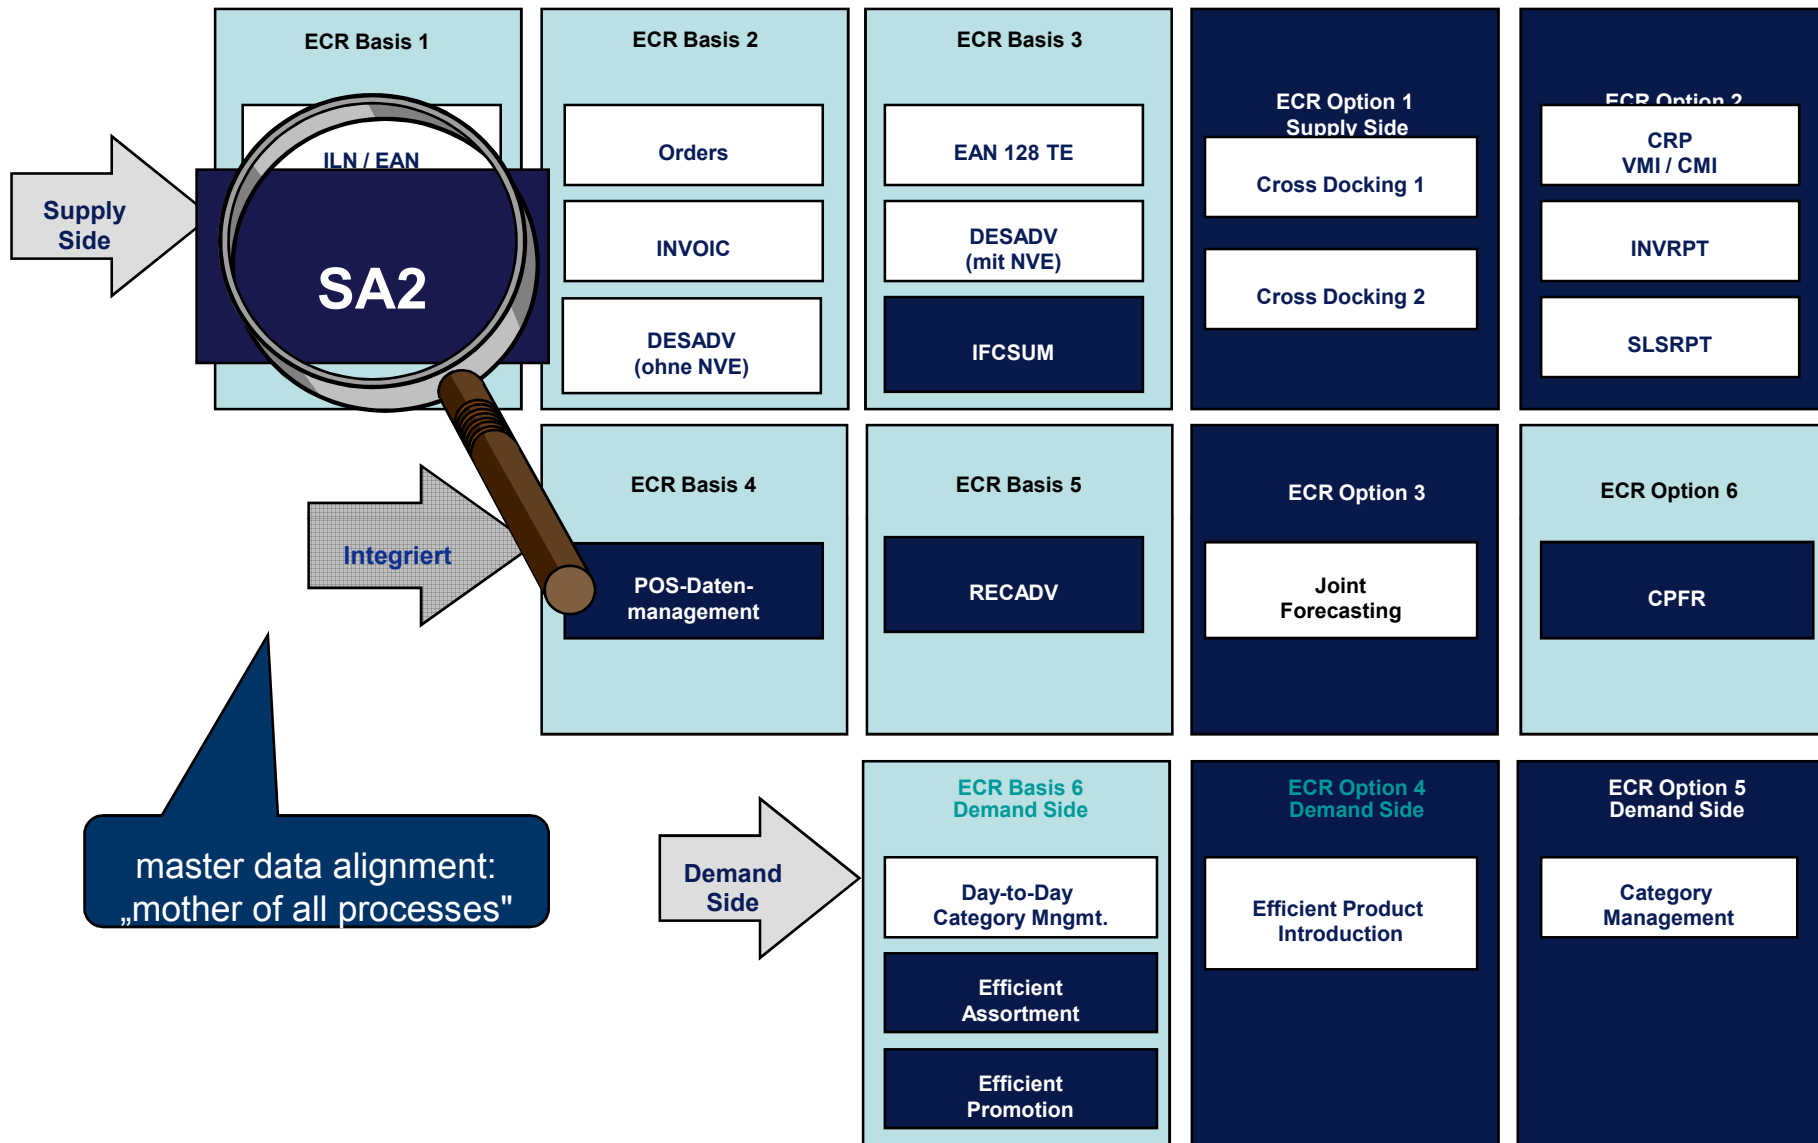 ECR Basis 1
ECR Basis 2
ECR Basis 3
ECR Option 1
Supply Side
ECR Option 2
Supply
Side
ILN / EAN
SA2
Orders
INVOIC
DESADV
(ohne NVE)
EAN 128 TE
DESADV
(mit NVE)
IFCSUM
Cross Docking 1
Cross Docking 2
CRP
VMI / CMI
INVRPT
SLSRPT
Integriert
ECR Basis 4
POS-Daten-
management
ECR Basis 5
RECADV
ECR Option 3
Joint
Forecasting
ECR Option 6
CPFR
master data alignment:
„mother of all processes"
Demand
Side
ECR Basis 6
Demand Side
Day-to-Day
Category Mngmt.
Efficient
Assortment
Efficient
Promotion
ECR Option 4
Demand Side
Efficient Product
Introduction
ECR Option 5
Demand Side
Category
Management